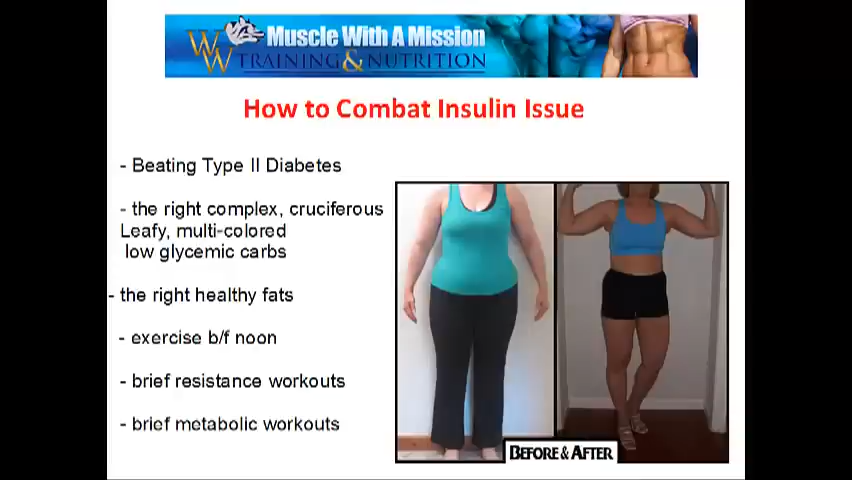 WW Muscle With A Mission
TRAINING & NUTRITION
How to Combat Insulin Issue
- Beating Type II Diabetes
- the right complex, cruciferous
Leafy, multi-colored
low glycemic carbs
- the right healthy fats
- exercise b/f noon
- brief resistance workouts
- brief metabolic workouts
BEFORE & AFTER